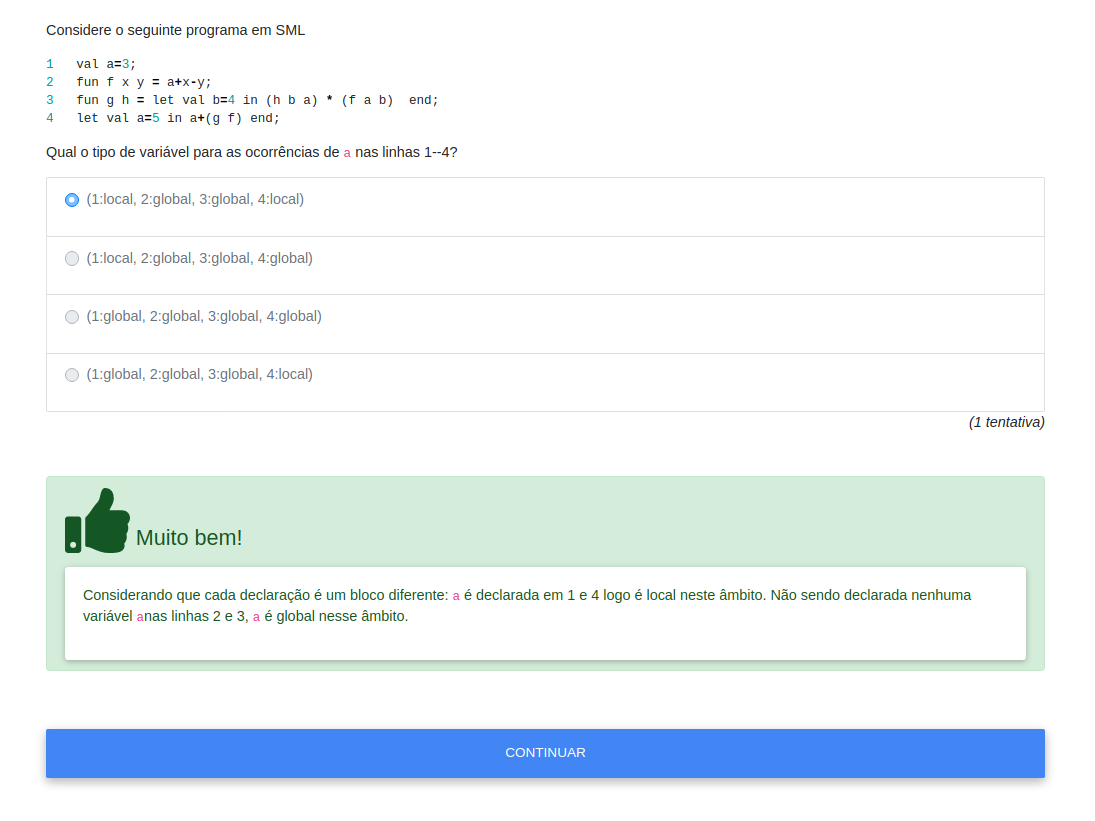 Considere o seguinte programa em SML
1 val a=3;
2 fun f x y = a+x-y;
3 fun g h = let val b=4 in (h b a) * (f a b)  end;
4 let val a=5 in a+(g f) end;
Qual o tipo de variável para as ocorrências de a nas linhas 1--4?
(1:local, 2:global, 3:global, 4:local)
(1:local, 2:global, 3:global, 4:global)
(1:global, 2:global, 3:global, 4:global)
(1:global, 2:global, 3:global, 4:local)
(1 tentativa)
Muito bem!
Considerando que cada declaração é um bloco diferente: a é declarada em 1 e 4 logo é local neste âmbito. Não sendo declarada nenhuma
variável anas linhas 2 e 3, a é global nesse âmbito.
CONTINUAR